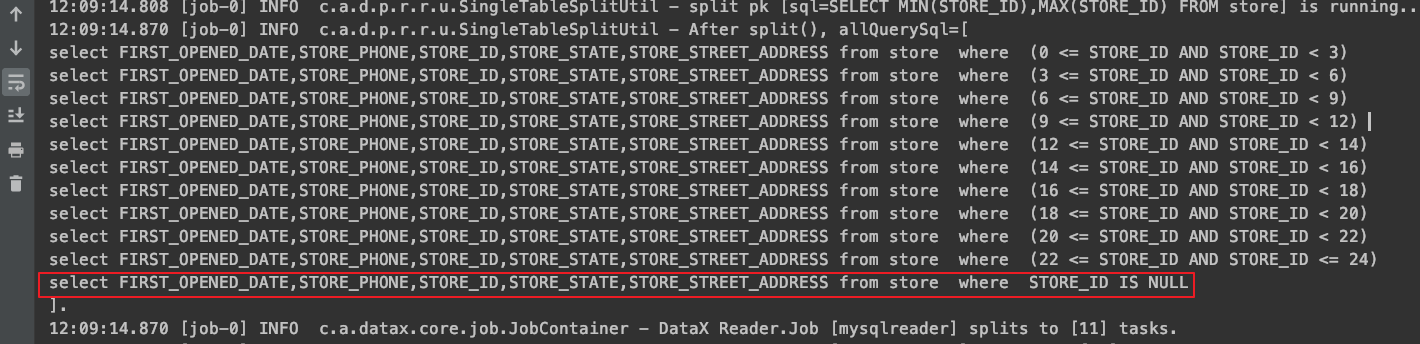 12:09:14.808 [job-0] INFO  c.a.d.p.r.r.u.SingleTableSplitUtil – split pk [sql=SELECT MIN(STORE_ID),MAX(STORE_ID) FROM store] is running...
12:09:14.870 [job-0] INFO  c.a.d.p.r.r.u.SingleTableSplitUtil – After split(), allQuerySql=[
select FIRST_OPENED_DATE,STORE_PHONE,STORE_ID,STORE_STATE,STORE_STREET_ADDRESS from store  where  (0 <= STORE_ID AND STORE_ID < 3)
select FIRST_OPENED_DATE,STORE_PHONE,STORE_ID,STORE_STATE,STORE_STREET_ADDRESS from store  where  (3 <= STORE_ID AND STORE_ID < 6)
select FIRST_OPENED_DATE,STORE_PHONE,STORE_ID,STORE_STATE,STORE_STREET_ADDRESS from store  where  (6 <= STORE_ID AND STORE_ID < 9)
select FIRST_OPENED_DATE,STORE_PHONE,STORE_ID,STORE_STATE,STORE_STREET_ADDRESS from store  where  (9 <= STORE_ID AND STORE_ID < 12)
select FIRST_OPENED_DATE,STORE_PHONE,STORE_ID,STORE_STATE,STORE_STREET_ADDRESS from store  where  (12 <= STORE_ID AND STORE_ID < 14)
select FIRST_OPENED_DATE,STORE_PHONE,STORE_ID,STORE_STATE,STORE_STREET_ADDRESS from store  where  (14 <= STORE_ID AND STORE_ID < 16)
select FIRST_OPENED_DATE,STORE_PHONE,STORE_ID,STORE_STATE,STORE_STREET_ADDRESS from store  where  (16 <= STORE_ID AND STORE_ID < 18)
select FIRST_OPENED_DATE,STORE_PHONE,STORE_ID,STORE_STATE,STORE_STREET_ADDRESS from store  where  (18 <= STORE_ID AND STORE_ID < 20)
select FIRST_OPENED_DATE,STORE_PHONE,STORE_ID,STORE_STATE,STORE_STREET_ADDRESS from store  where  (20 <= STORE_ID AND STORE_ID < 22)
select FIRST_OPENED_DATE,STORE_PHONE,STORE_ID,STORE_STATE,STORE_STREET_ADDRESS from store  where  (22 <= STORE_ID AND STORE_ID <= 24)
select FIRST_OPENED_DATE,STORE_PHONE,STORE_ID,STORE_STATE,STORE_STREET_ADDRESS from store  where  STORE_ID IS NULL
].
12:09:14.870 [job-0] INFO  c.a.datax.core.job.JobContainer – DataX Reader.Job [mysqlreader] splits to [11] tasks.